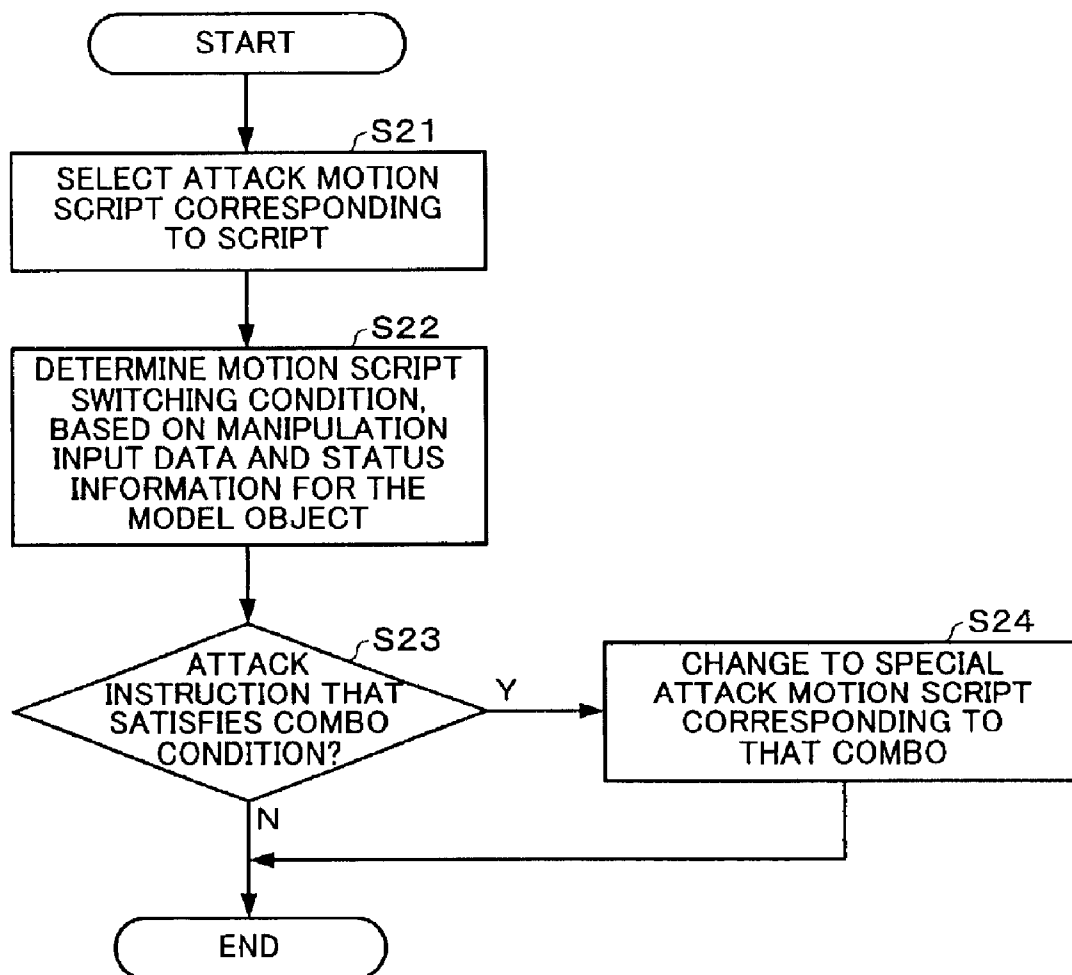 START
S21
SELECT ATTACK MOTION
SCRIPT CORRESPONDING
TO SCRIPT
S22
DETERMINE MOTION SCRIPT
SWITCHING CONDITION,
BASED ON MANIPULATION
INPUT DATA AND STATUS
INFORMATION FOR THE
MODEL OBJECT
S23
ATTACK
INSTRUCTION THAT
SATISFIES COMBO
CONDITION?
Y
S24
CHANGE TO SPECIAL
ATTACK MOTION SCRIPT
CORRESPONDING TO
THAT COMBO
N
END